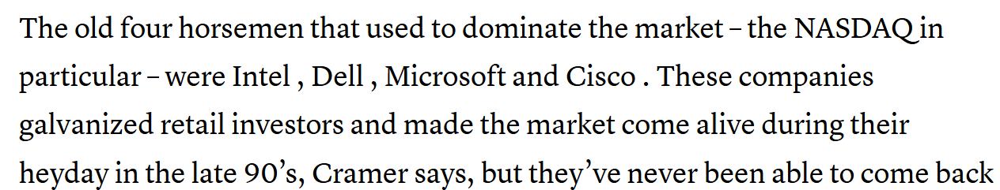 The old four horsemen that used to dominate the market – the NASDAQ in
particular – were Intel , Dell , Microsoft and Cisco . These companies
galvanized retail investors and made the market come alive during their
heyday in the late 90’s, Cramer says, but they’ve never been able to come back